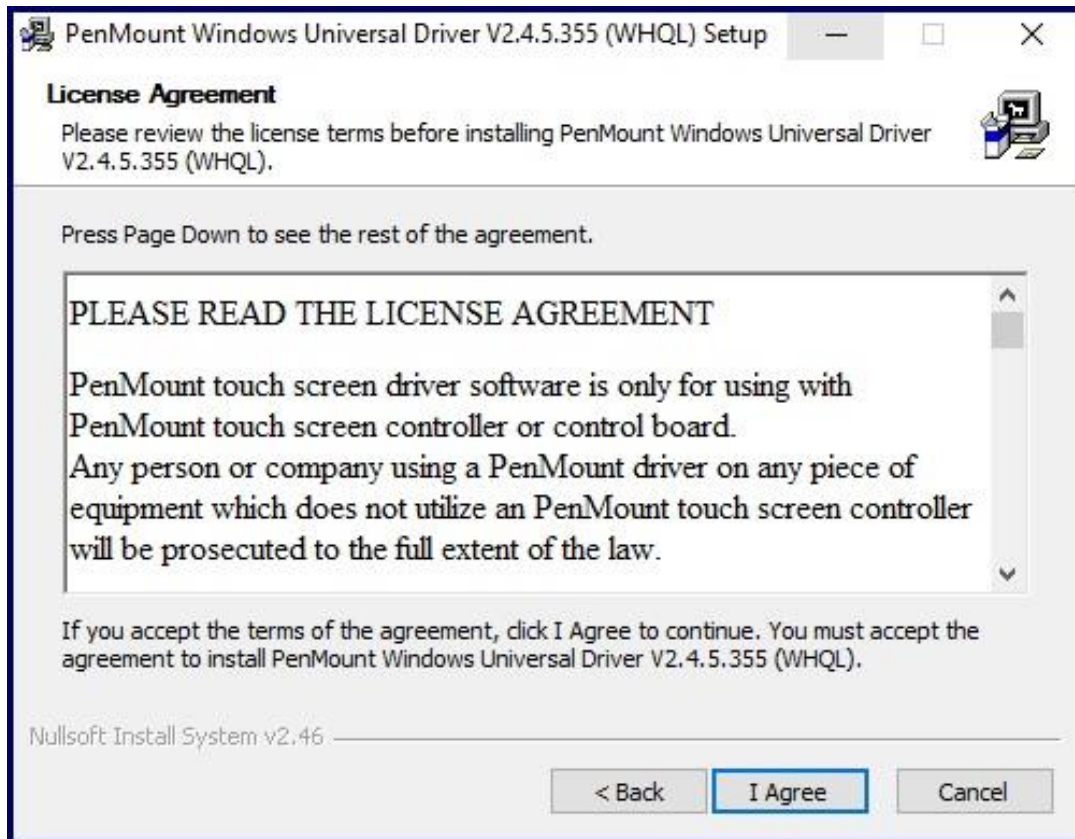 PenMount Windows Universal Driver V2.4.5.355 (WHQL) Setup
License Agreement
Please review the license terms before installing PenMount Windows Universal Driver
V2.4.5.355 (WHQL).
Press Page Down to see the rest of the agreement.
PLEASE READ THE LICENSE AGREEMENT
PenMount touch screen driver software is only for using with
PenMount touch screen controller or control board.
Any person or company using a PenMount driver on any piece of
equipment which does not utilize an PenMount touch screen controller
will be prosecuted to the full extent of the law.
If you accept the terms of the agreement, click I Agree to continue. You must accept the
agreement to install PenMount Windows Universal Driver V2.4.5.355 (WHQL).
Nullsoft Install System v2.46
< Back
I Agree
Cancel